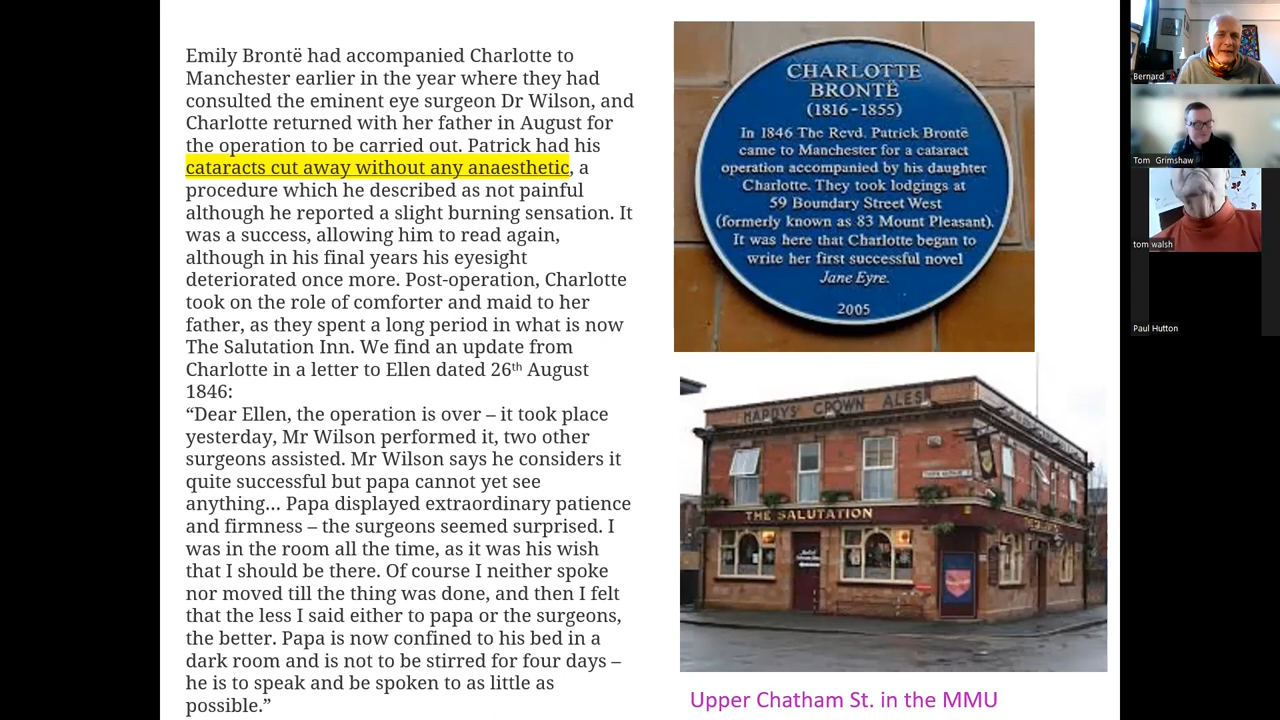 Emily Brontë had accompanied Charlotte to
Manchester earlier in the year where they had
consulted the eminent eye surgeon Dr Wilson, and
Charlotte returned with her father in August for
the operation to be carried out. Patrick had his
cataracts cut away without any anaesthetic, a
procedure which he described as not painful
although he reported a slight burning sensation. It
was a success, allowing him to read again,
although in his final years his eyesight
deteriorated once more. Post-operation, Charlotte
took on the role of comforter and maid to her
father, as they spent a long period in what is now
The Salutation Inn. We find an update from
Charlotte in a letter to Ellen dated 26th August
1846:
“Dear Ellen, the operation is over – it took place
yesterday, Mr Wilson performed it, two other
surgeons assisted. Mr Wilson says he considers it
quite successful but papa cannot yet see
anything… Papa displayed extraordinary patience
and firmness – the surgeons seemed surprised. I
was in the room all the time, as it was his wish
that I should be there. Of course I neither spoke
nor moved till the thing was done, and then I felt
that the less I said either to papa or the surgeons,
the better. Papa is now confined to his bed in a
dark room and is not to be stirred for four days –
he is to speak and be spoken to as little as
possible.”
CHARLOTTE
BRONTË
(1816-1855)
In 1846 The Revd. Patrick Brontë
came to Manchester for a cataract
operation accompanied by his daughter
Charlotte. They took lodgings at
59 Boundary Street West
(formerly known as 83 Mount Pleasant).
It was here that Charlotte began to
write her first successful novel
Jane Eyre.
2005
HARDYS' CROWN ALES
THE SALUTATION
Upper Chatham St. in the MMU
Bernard
Tom Grimshaw
tom walsh
Paul Hutton